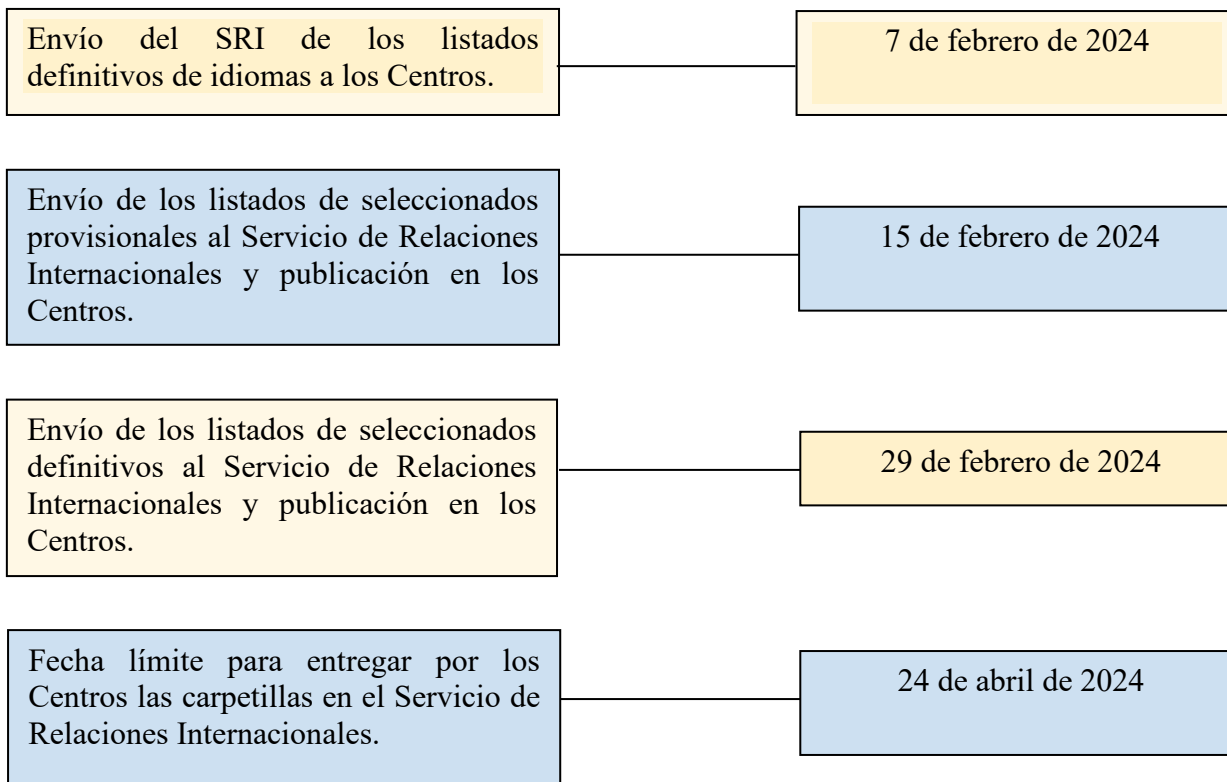 Envío del SRI de los listados
definitivos de idiomas a los Centros.
7 de febrero de 2024
Envío de los listados de seleccionados
provisionales al Servicio de Relaciones
Internacionales y publicación en los
Centros.
15 de febrero de 2024
Envío de los listados de seleccionados
definitivos al Servicio de Relaciones
Internacionales y publicación en los
Centros.
29 de febrero de 2024
Fecha límite para entregar por los
Centros las carpetillas en el Servicio de
Relaciones Internacionales.
24 de abril de 2024